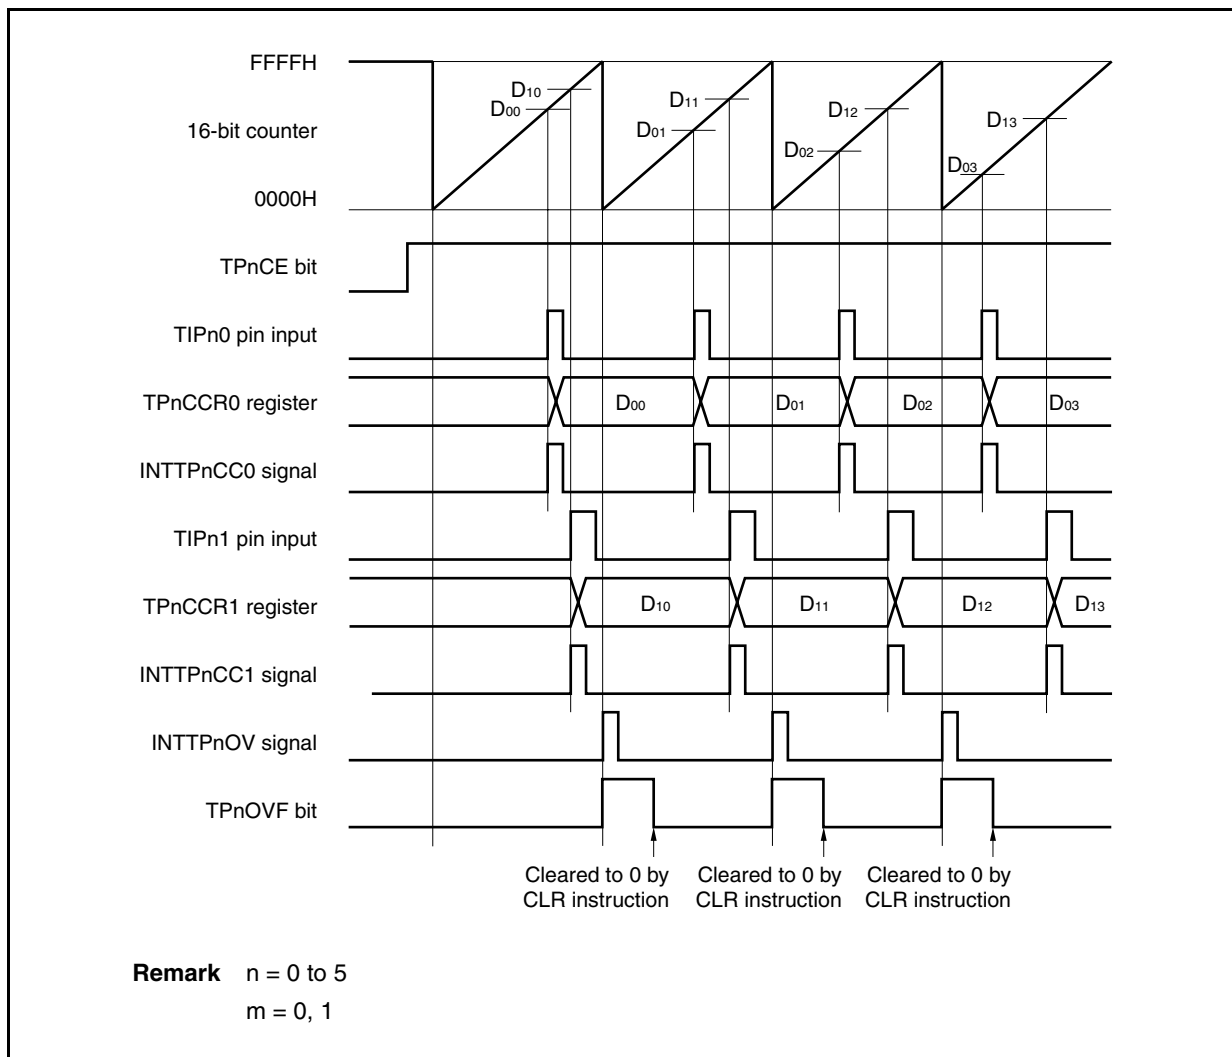 FFFFH
D10
D00
D11
D01
D12
D02
D13
D03
16-bit counter
0000H
TPnCE bit
TIPn0 pin input
TPnCCR0 register
D00
D01
D02
D03
INTTPnCC0 signal
TIPn1 pin input
TPnCCR1 register
D10
D11
D12
D13
INTTPnCC1 signal
INTTPnOV signal
TPnOVF bit
Cleared to 0 by
CLR instruction
Cleared to 0 by
CLR instruction
Cleared to 0 by
CLR instruction
Remark n = 0 to 5
m = 0, 1